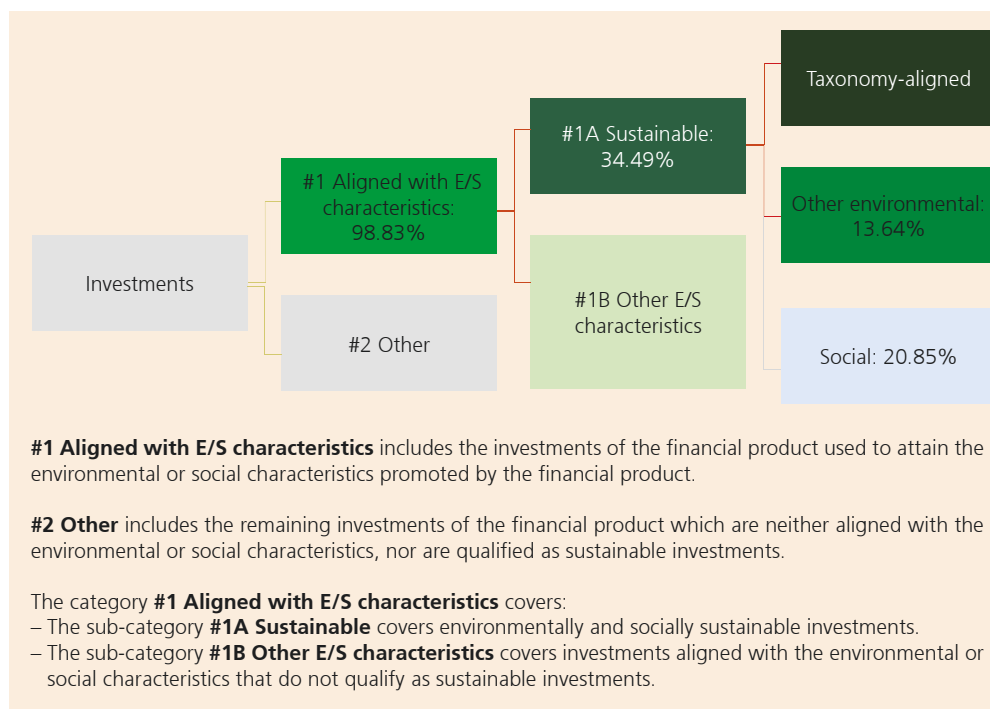 Taxonomy-aligned
#1A Sustainable:
34.49%
#1 Aligned with E/S
characteristics:
98.83%
Other environmental:
13.64%
Investments
#1B Other E/S
characteristics
#2 Other
Social: 20.85%
#1 Aligned with E/S characteristics includes the investments of the financial product used to attain the
environmental or social characteristics promoted by the financial product.
#2 Other includes the remaining investments of the financial product which are neither aligned with the
environmental or social characteristics, nor are qualified as sustainable investments.
The category #1 Aligned with E/S characteristics covers:
– The sub-category #1A Sustainable covers environmentally and socially sustainable investments.
– The sub-category #1B Other E/S characteristics covers investments aligned with the environmental or
social characteristics that do not qualify as sustainable investments.